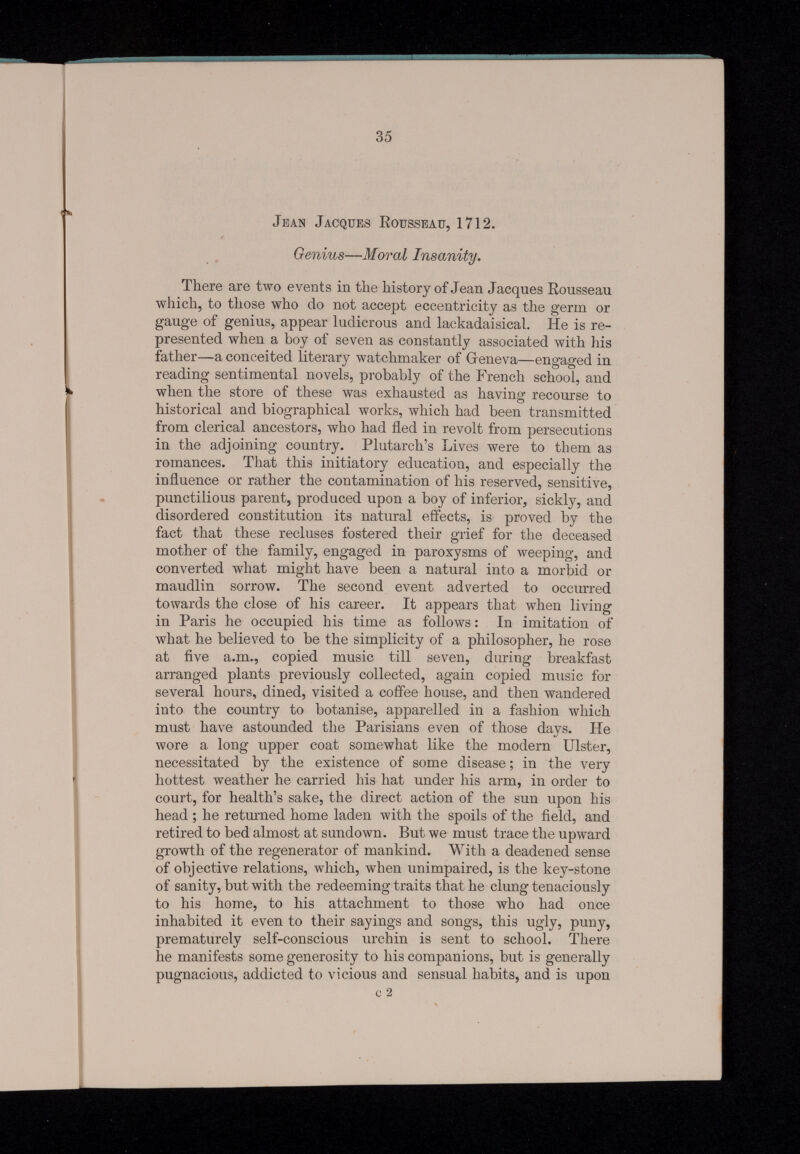 35
JEAN JACQUES ROUSSEAU, 1712.
Genius—Moral Insanity.
There are two events in the history of Jean Jacques Rousseau
which, to those who do not accept eccentricity as the germ or
gauge of genius, appear ludicrous and lackadaisical. He is re-
presented when a boy of seven as constantly associated with his
father—a conceited literary watchmaker of Geneva—engaged in
reading sentimental novels, probably of the French school, and
when the store of these was exhausted as having recourse to
historical and biographical works, which had been transmitted
from clerical ancestors, who had fled in revolt from persecutions
in the adjoining country. Plutarch's Lives were to them as
romances. That this initiatory education, and especially the
influence or rather the contamination of his reserved, sensitive,
punctilious parent, produced upon a boy of inferior, sickly, and
disordered constitution its natural effects, is proved by the
fact that these recluses fostered their grief for the deceased
mother of the family, engaged in paroxysms of weeping, and
converted what might have been a natural into a morbid or
maudlin sorrow. The second event adverted to occurred
towards the close of his career. It appears that when living
in Paris he occupied his time as follows: In imitation of
what he believed to be the simplicity of a philosopher, he rose
at five a.m., copied music till seven, during breakfast
arranged plants previously collected, again copied music for
several hours, dined, visited a coffee house, and then wandered
into the country to botanise, apparelled in a fashion which
must have astounded the Parisians even of those days. He
wore a long upper coat somewhat like the modern Ulster,
necessitated by the existence of some disease; in the very
hottest weather he carried his hat under his arm, in order to
court, for health's sake, the direct action of the sun upon his
head; he returned home laden with the spoils of the field, and
retired to bed almost at sundown. But we must trace the upward
growth of the regenerator of mankind. With a deadened sense
of objective relations, which, when unimpaired, is the key-stone
of sanity, but with the redeeming traits that he clung tenaciously
to his home, to his attachment to those who had once
inhabited it even to their sayings and songs, this ugly, puny,
prematurely self-conscious urchin is sent to school. There
he manifests some generosity to his companions, but is generally
pugnacious, addicted to vicious and sensual habits, and is upon
c 2